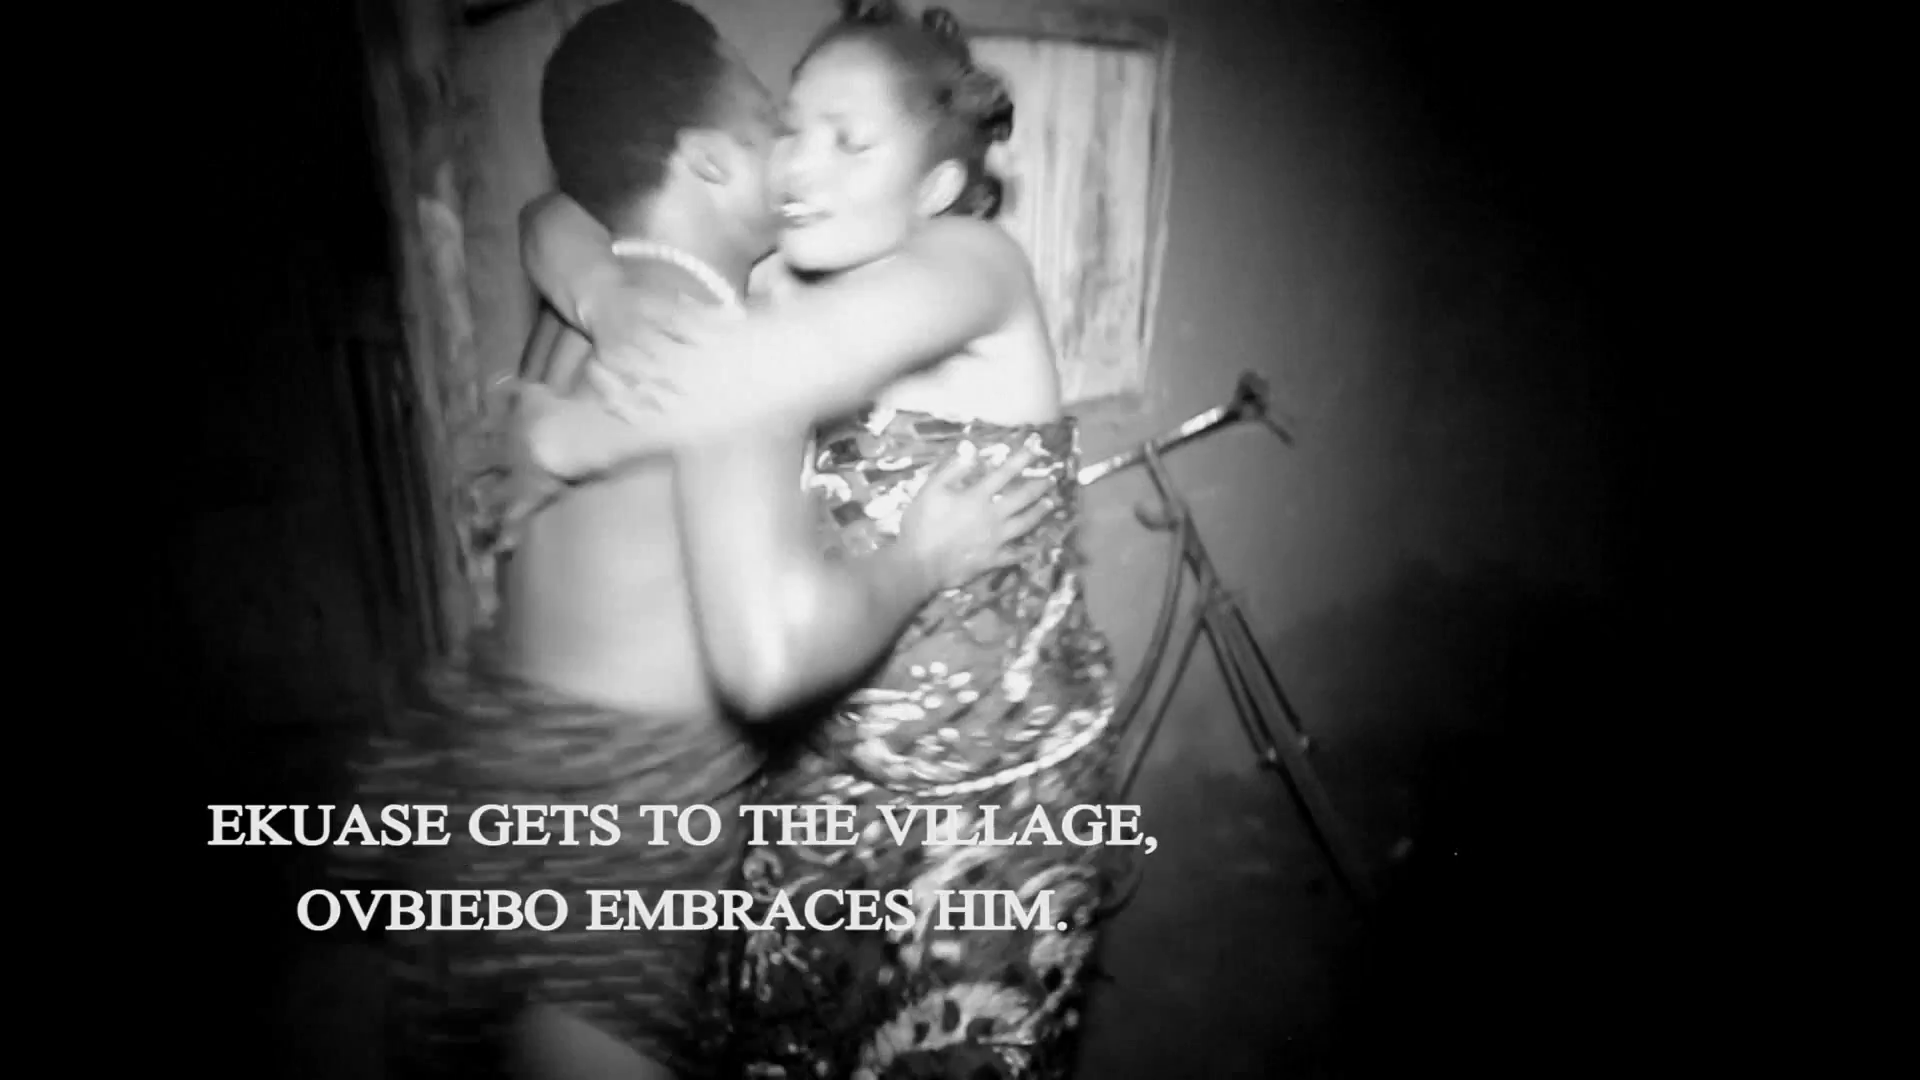 EKUASE GETS TO THE VILLAGE,
OVBIEBO EMBRACES HIM.